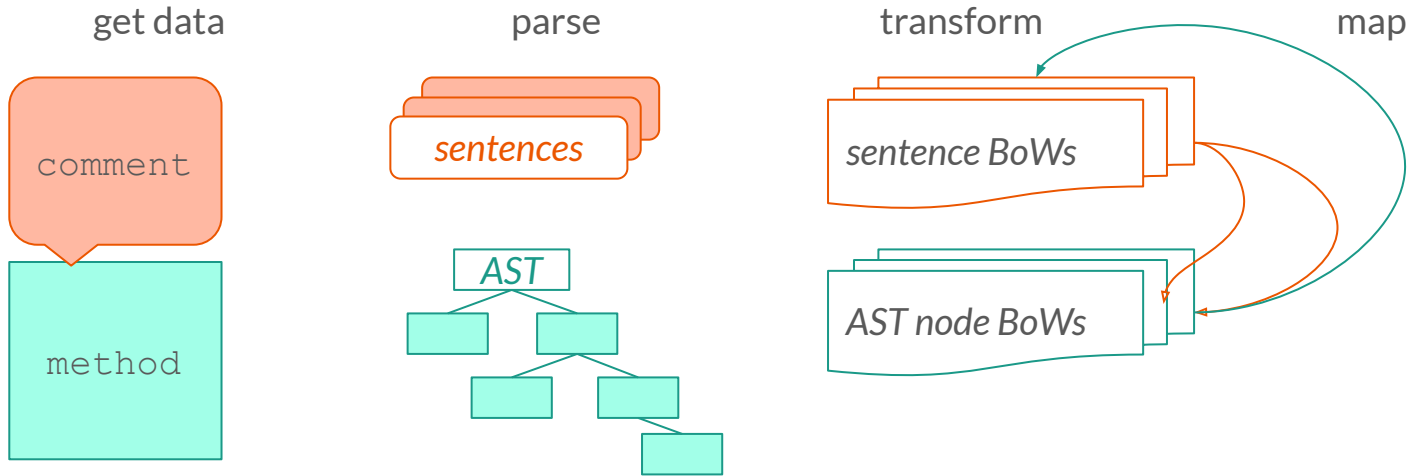 get data
parse
transform
map
comment
sentences
sentence BoWs
AST
AST node BoWs
method